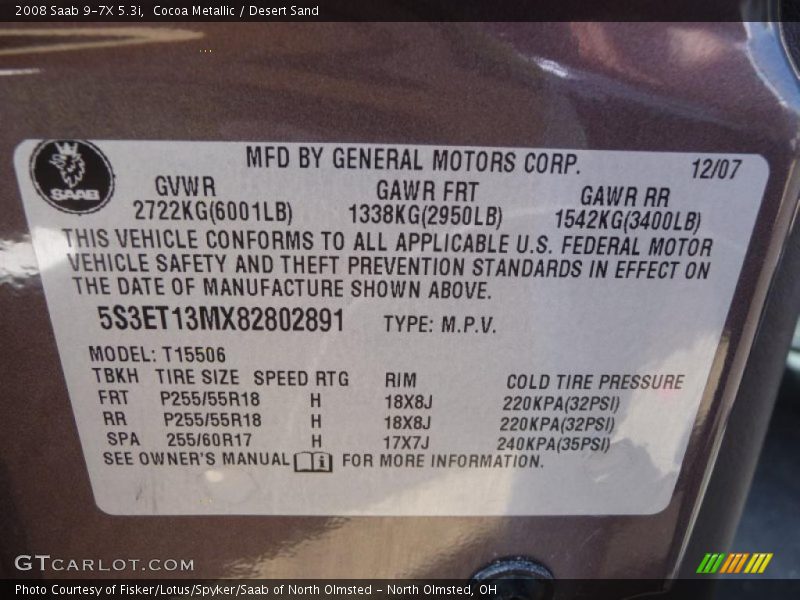 2008 Saab 9-7X 5.3i,  Cocoa Metallic / Desert Sand
MFD BY GENERAL MOTORS CORP.
12/07
SAAB
GVWR GAWR FRT GAWR RR
2722KG(6001LB) 1338KG(2950LB) 1542KG(3400LB)
THIS VEHICLE CONFORMS TO ALL APPLICABLE U.S. FEDERAL MOTOR
VEHICLE SAFETY AND THEFT PREVENTION STANDARDS IN EFFECT ON
THE DATE OF MANUFACTURE SHOWN ABOVE.
5S3ET13MX82802891 TYPE: M.P.V.
MODEL: T15506
TBKH TIRE SIZE SPEED RTG RIM COLD TIRE PRESSURE
FRT P255/55R18 H 18X8J 220KPA(32PSI)
RR P255/55R18 H 18X8J 220KPA(32PSI)
SPA 255/60R17 H 17X7J 240KPA(35PSI)
SEE OWNER'S MANUAL i FOR MORE INFORMATION.
GTCARLOT.COM
Photo Courtesy of Fisker/Lotus/Spyker/Saab of North Olmsted - North Olmsted, OH